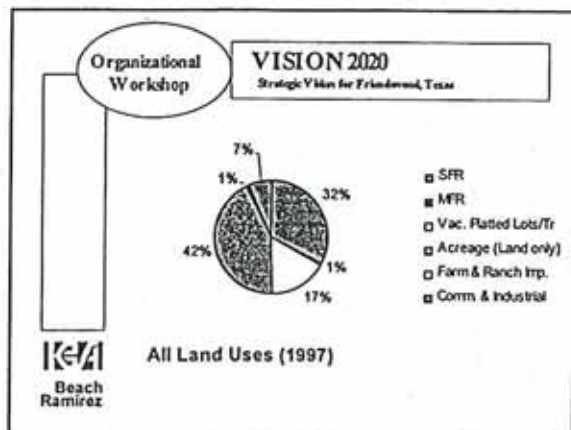 Organizational
Workshop
VISION 2020
Strategic Vision for Friendswood, Texas
7%
1%
32%
42%
1%
17%
SFR
MFR
Vac. Platted Lots/Tr
Acreage (Land only)
Farm & Ranch Imp.
Comm. & Industrial
All Land Uses (1997)
Beach
Ramirez